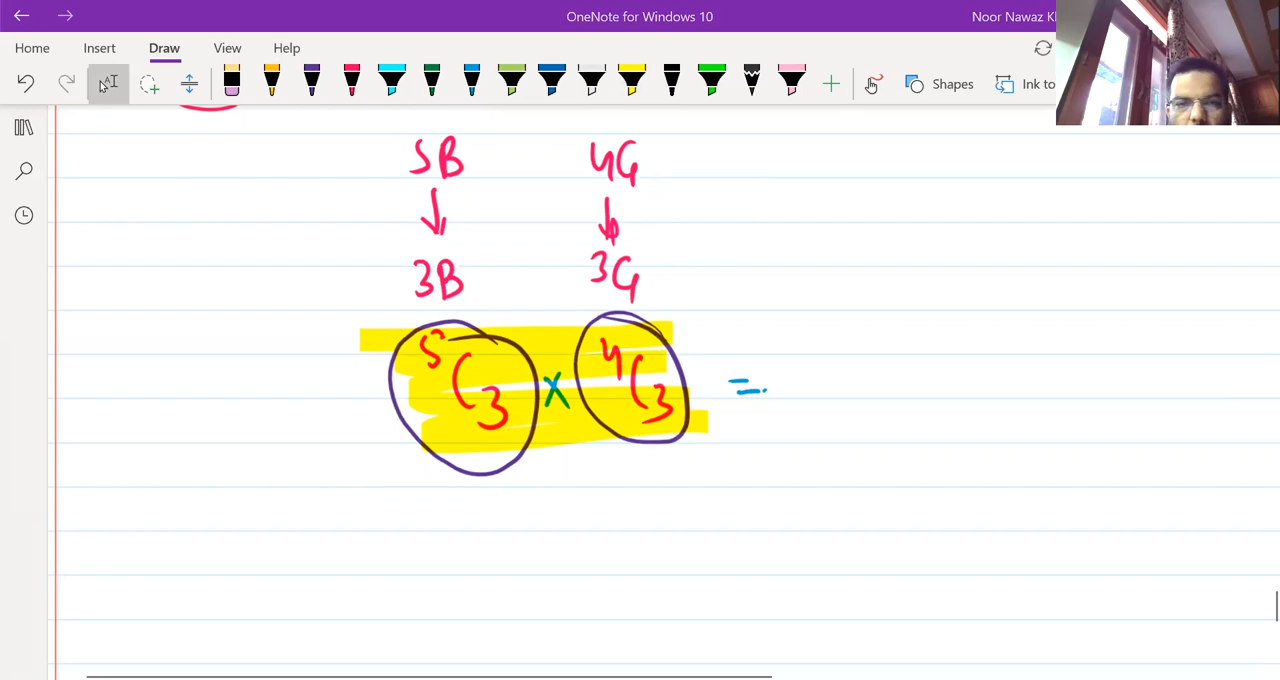 OneNote for Windows 10
Noor Nawaz Kh
Home Insert Draw View Help
Shapes Ink to
5B 4G
3B 3G
⁵C₃ X ⁴C₃ =